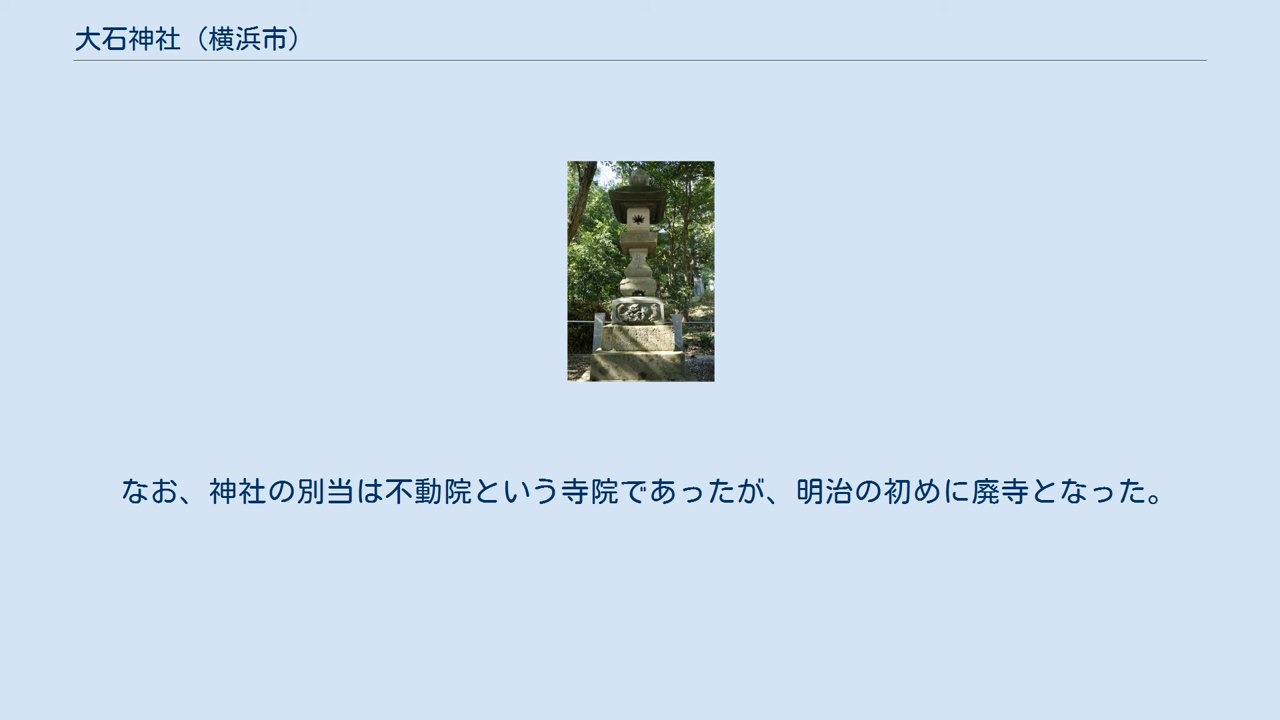 大石神社（横浜市）
なお、神社の別当は不動院という寺院であったが、明治の初めに廃寺となった。